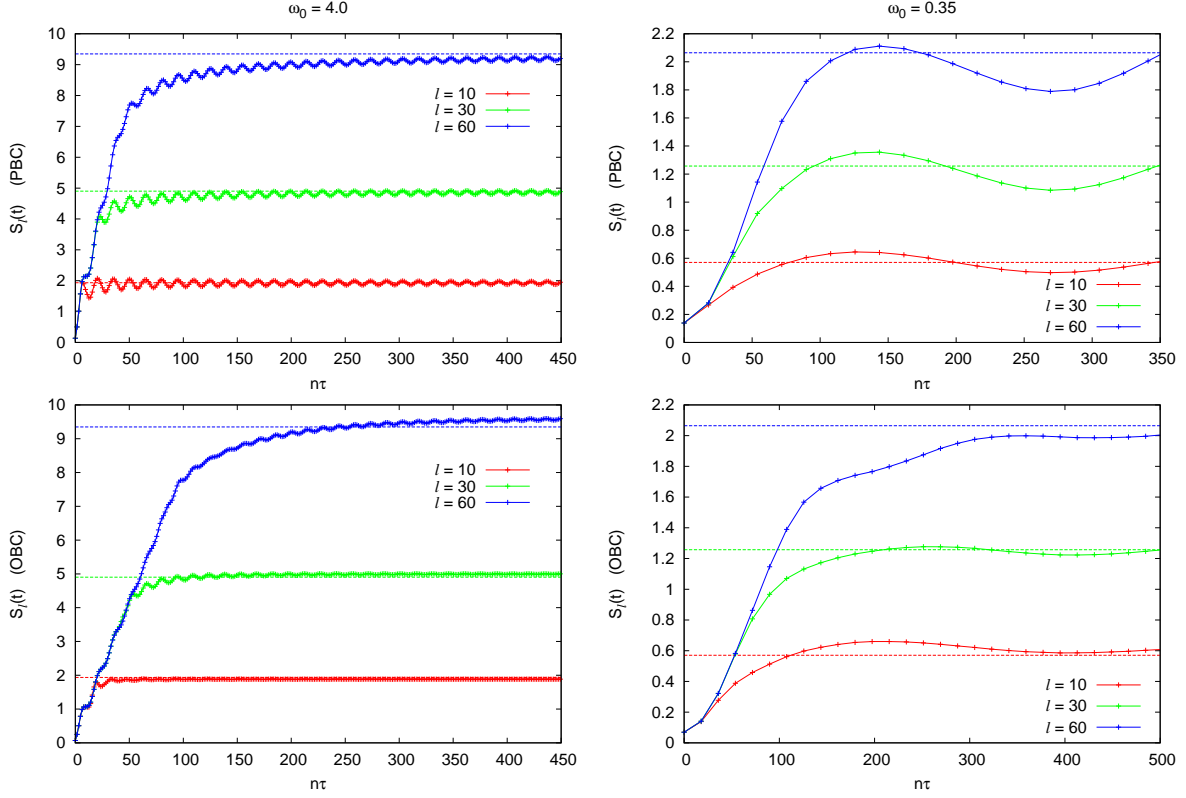 ω₀ = 4.0
10
9
8
7
6
5
4
3
2
1
0
S_l(t) (PBC)
l = 10
l = 30
l = 60
0 50 100 150 200 250 300 350 400 450
nτ
ω₀ = 0.35
2.2
2
1.8
1.6
1.4
1.2
1
0.8
0.6
0.4
0.2
0
S_l(t) (PBC)
l = 10
l = 30
l = 60
0 50 100 150 200 250 300 350
nτ
10
9
8
7
6
5
4
3
2
1
0
S_l(t) (OBC)
l = 10
l = 30
l = 60
0 50 100 150 200 250 300 350 400 450
nτ
2.2
2
1.8
1.6
1.4
1.2
1
0.8
0.6
0.4
0.2
0
S_l(t) (OBC)
l = 10
l = 30
l = 60
0 100 200 300 400 500
nτ